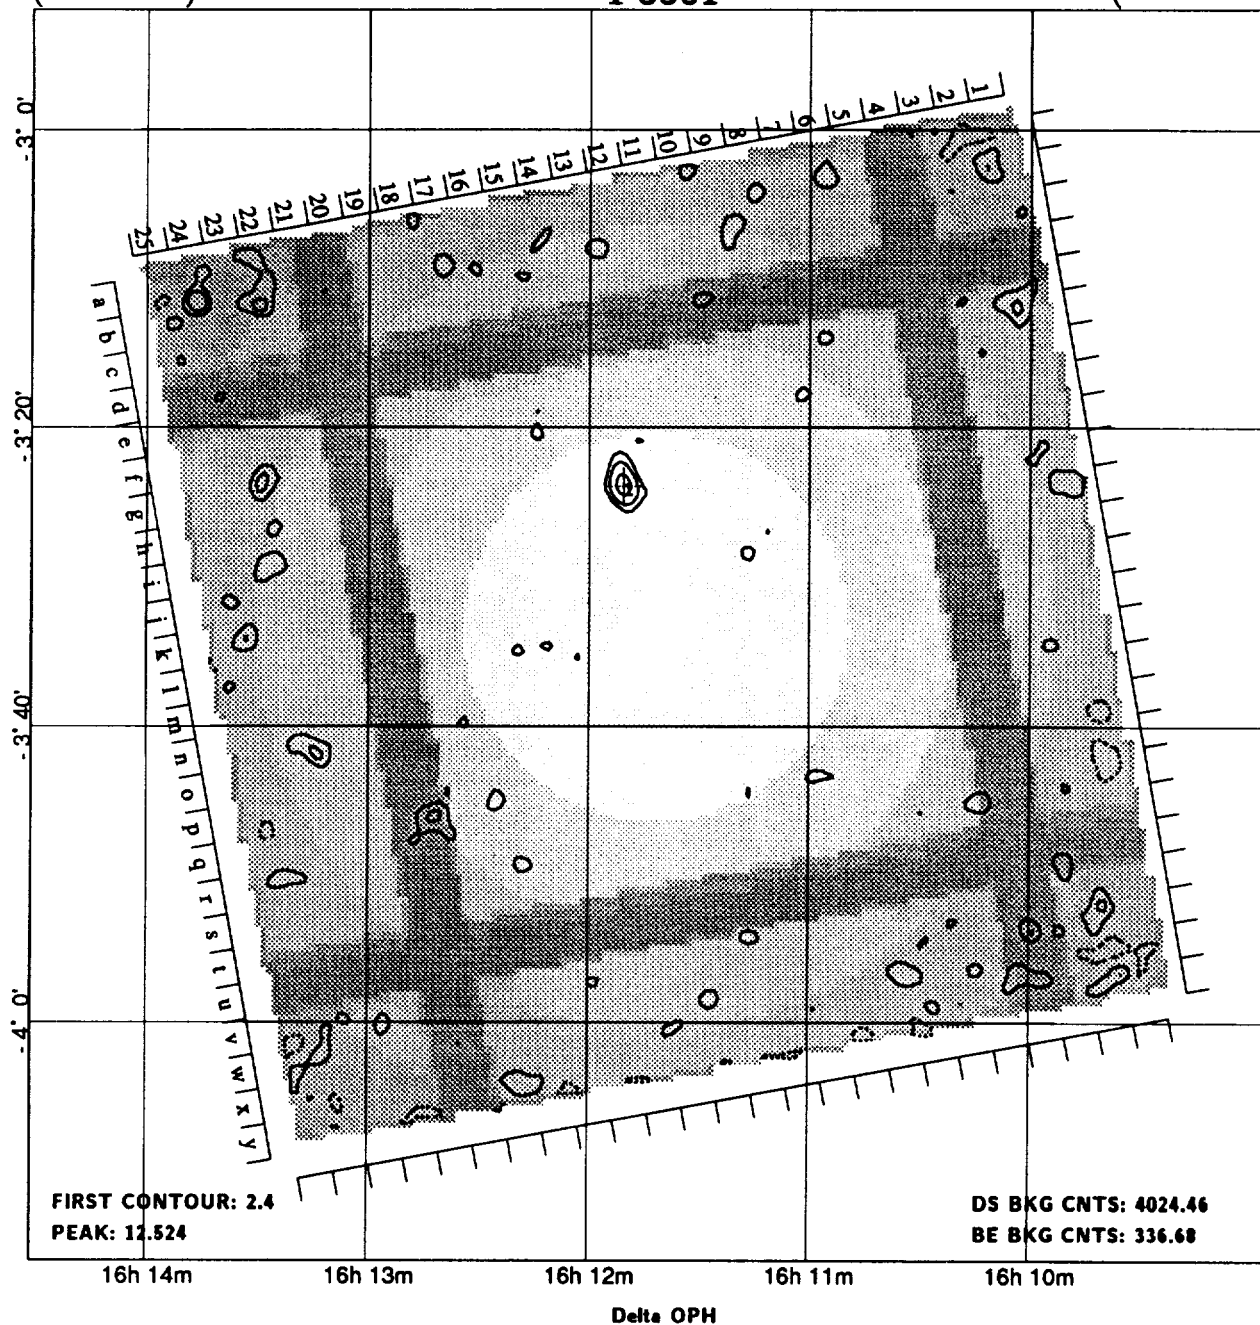 1 2 3 4 5 6 7 8 9 10 11 12 13 14 15 16 17 18 19 20 21 22 23 24 25
a b c d e f g h i j k l m n o p q r s t u v w x y
-3° 0'
-3° 20'
-3° 40'
-4° 0'
FIRST CONTOUR: 2.4
PEAK: 12.524
DS BKG CNTS: 4024.46
BE BKG CNTS: 336.68
16h 14m 16h 13m 16h 12m 16h 11m 16h 10m
Delta OPH